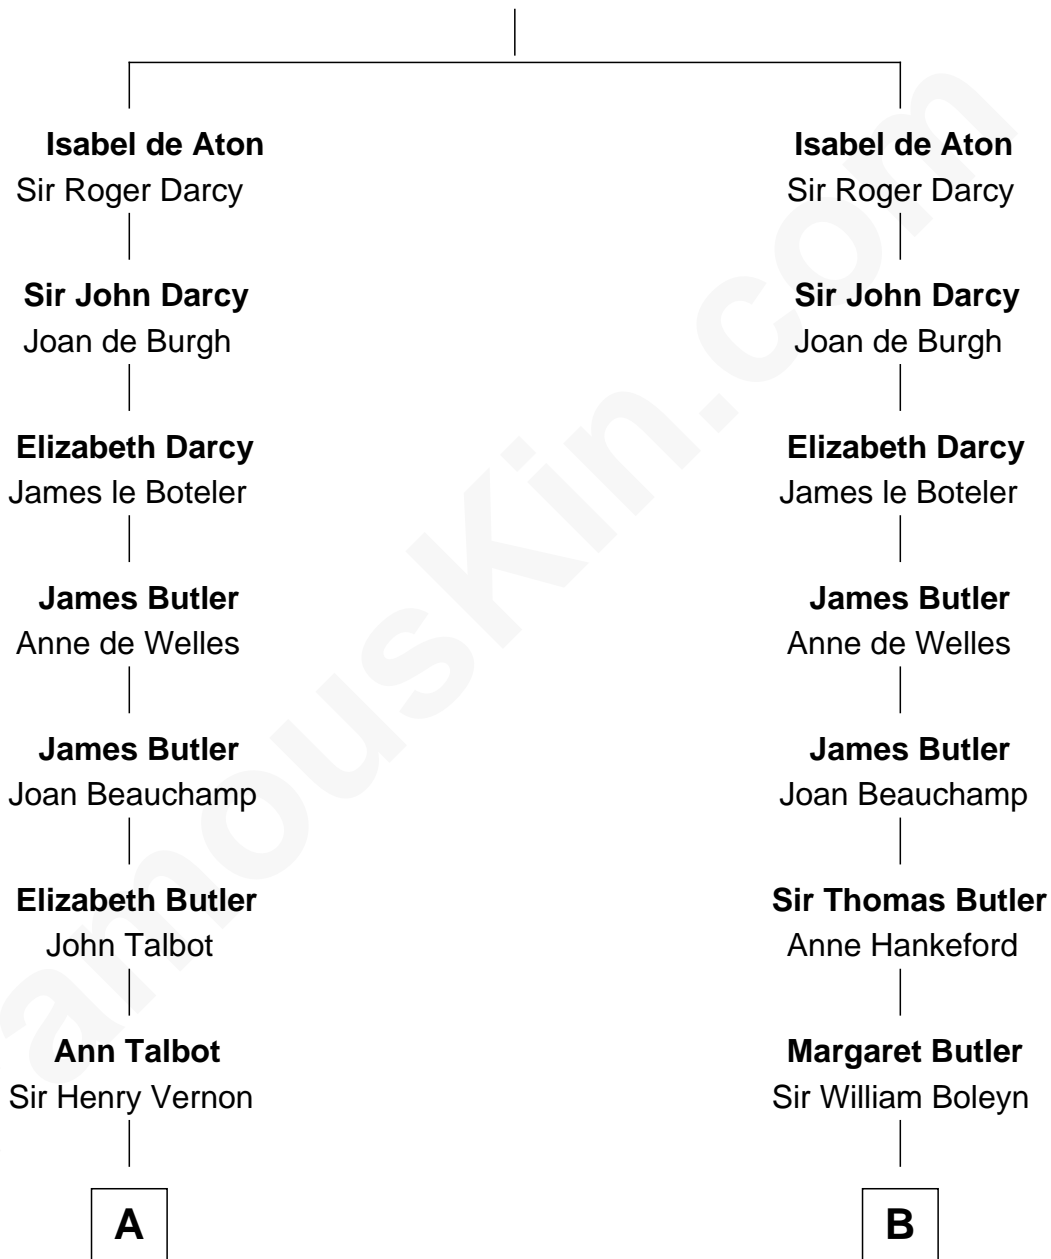 Isabel de Aton
Sir Roger Darcy
Sir John Darcy
Joan de Burgh
Elizabeth Darcy
James le Boteler
James Butler
Anne de Welles
James Butler
Joan Beauchamp
Elizabeth Butler
John Talbot
Ann Talbot
Sir Henry Vernon
A
Isabel de Aton
Sir Roger Darcy
Sir John Darcy
Joan de Burgh
Elizabeth Darcy
James le Boteler
James Butler
Anne de Welles
James Butler
Joan Beauchamp
Sir Thomas Butler
Anne Hankeford
Margaret Butler
Sir William Boleyn
B
amousKin.com